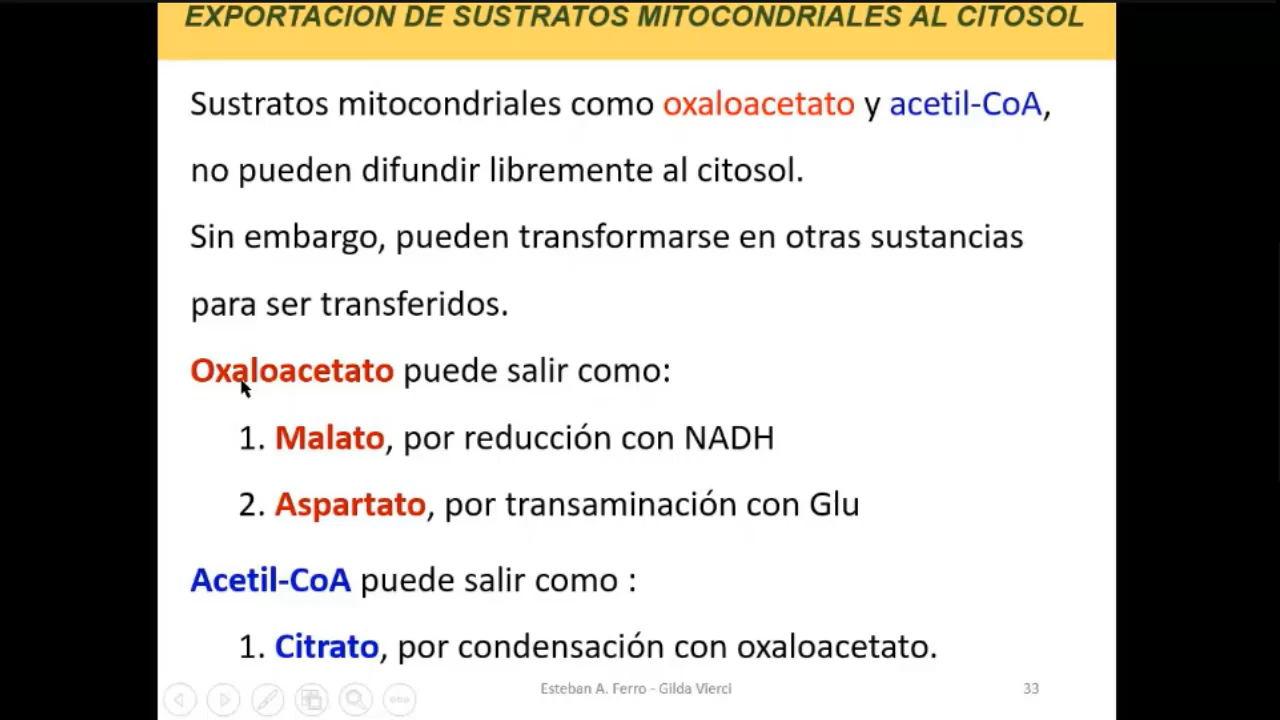 EXPORTACION DE SUSTRATOS MITOCONDRIALES AL CITOSOL
Sustratos mitocondriales como oxaloacetato y acetil-CoA,
no pueden difundir libremente al citosol.
Sin embargo, pueden transformarse en otras sustancias
para ser transferidos.
Oxaloacetato puede salir como:
1. Malato, por reducción con NADH
2. Aspartato, por transaminación con Glu
Acetil-CoA puede salir como :
1. Citrato, por condensación con oxaloacetato.
Esteban A. Ferro - Gilda Vierci
33